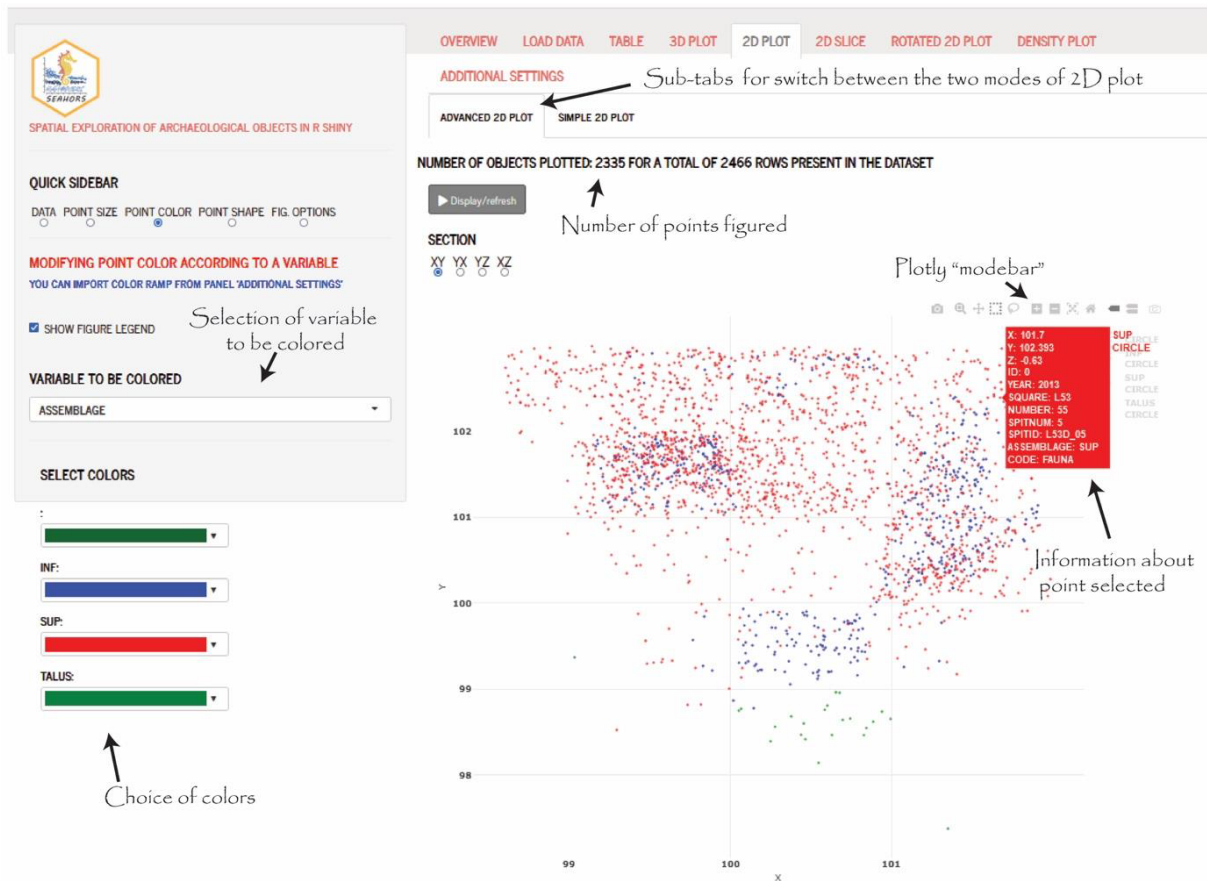 SEAHORS
SPATIAL EXPLORATION OF ARCHAEOLOGICAL OBJECTS IN R SHINY
QUICK SIDEBAR
DATA POINT SIZE POINT COLOR POINT SHAPE FIG. OPTIONS
MODIFYING POINT COLOR ACCORDING TO A VARIABLE
YOU CAN IMPORT COLOR RAMP FROM PANEL 'ADDITIONAL SETTINGS'
SHOW FIGURE LEGEND
Selection of variable
to be colored
VARIABLE TO BE COLORED
ASSEMBLAGE
SELECT COLORS
:
INF:
SUP:
TALUS:
Choice of colors
OVERVIEW LOAD DATA TABLE 3D PLOT 2D PLOT 2D SLICE ROTATED 2D PLOT DENSITY PLOT
ADDITIONAL SETTINGS
Sub-tabs for switch between the two modes of 2D plot
ADVANCED 2D PLOT SIMPLE 2D PLOT
NUMBER OF OBJECTS PLOTTED: 2335 FOR A TOTAL OF 2466 ROWS PRESENT IN THE DATASET
Display/refresh
Number of points figured
SECTION
XY YX YZ XZ
Plotly "modebar"
X: 101.7
Y: 102.393
Z: -0.63
ID: 0
YEAR: 2013
SQUARE: L53
NUMBER: 55
SPITNUM: 5
SPITID: L53D_05
ASSEMBLAGE: SUP
CODE: FAUNA
SUP
CIRCLE
CIRCLE
INF
CIRCLE
SUP
CIRCLE
TALUS
CIRCLE
Information about
point selected
102
101
Y
100
99
98
99 100 101
X